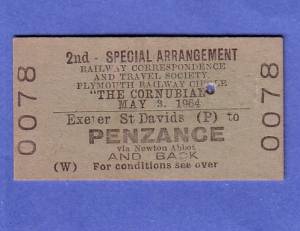 0078
2nd - SPECIAL ARRANGEMENT
RAILWAY CORRESPONDENCE
AND TRAVEL SOCIETY
PLYMOUTH RAILWAY CIRCLE
"THE CORNUBIAN"
MAY 3. 1964
Exeter St Davids (P) to
PENZANCE
via Newton Abbot
AND BACK
(W) For conditions see over
0078